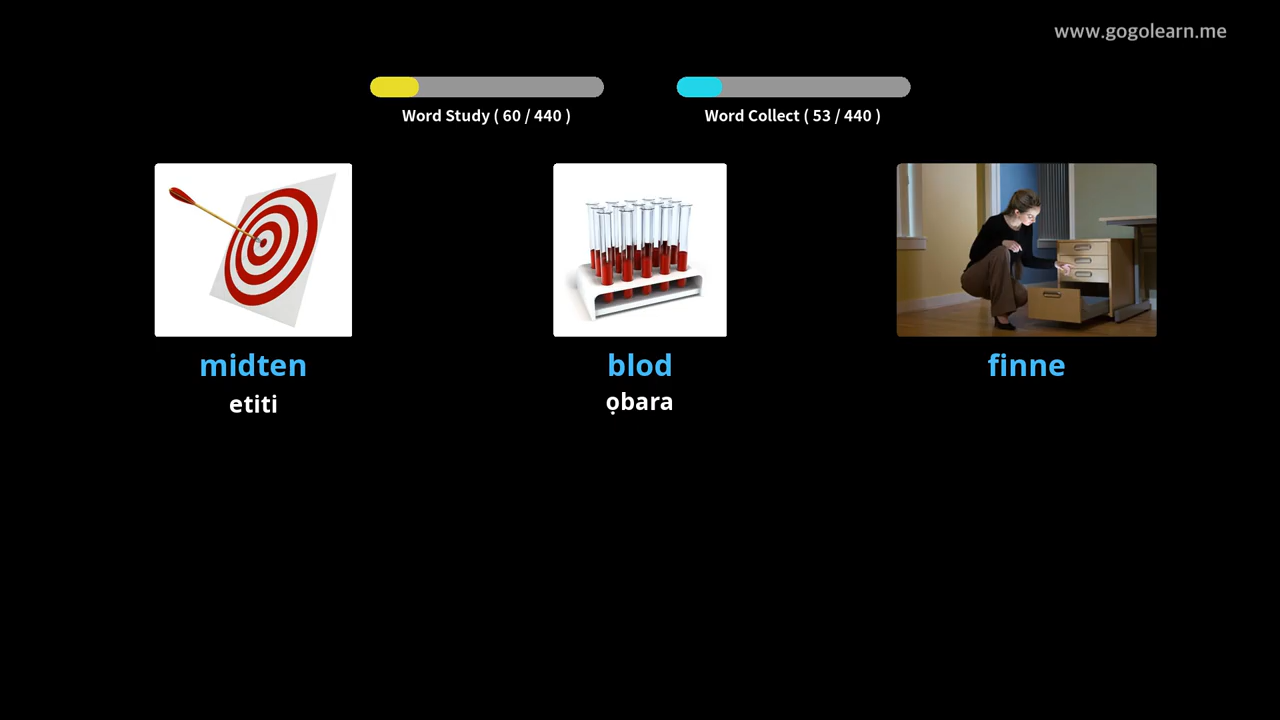 www.gogolearn.me
Word Study ( 60 / 440 )
Word Collect ( 53 / 440 )
midten
blod
finne
etiti
ọbara